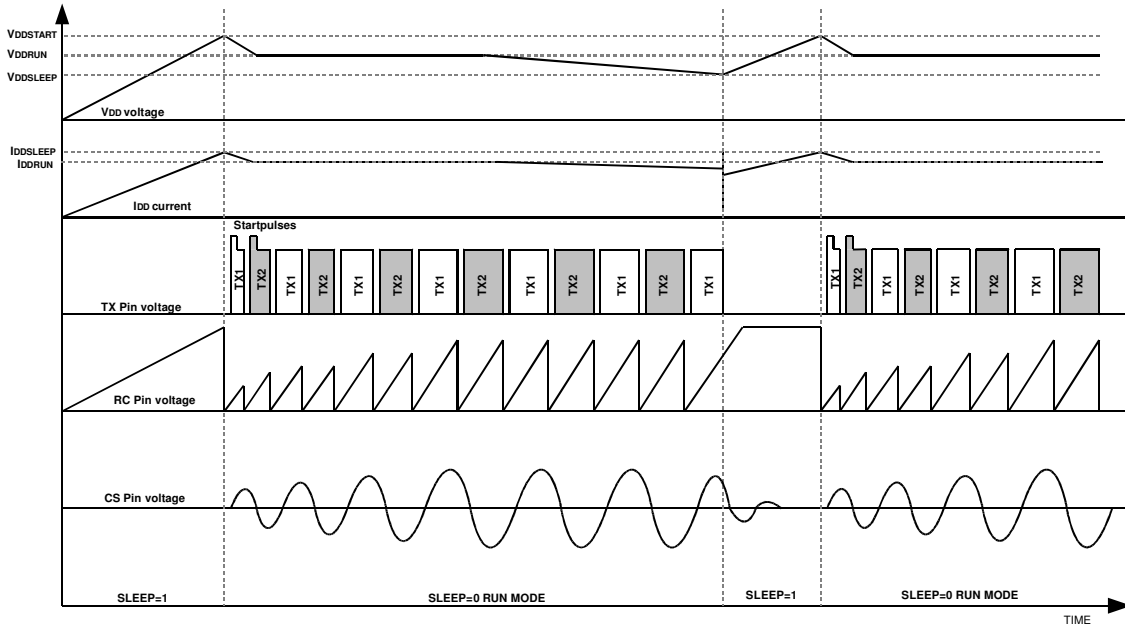 VDDSTART
VDDRUN
VDDSLEEP
VDD voltage
IDDSLEEP
IDDRUN
IDD current
Startpulses
TX1 TX2 TX1 TX2 TX1 TX2 TX1 TX2 TX1 TX2 TX1 TX2 TX1 TX1 TX2 TX1 TX2 TX1 TX2 TX1 TX2
TX Pin voltage
RC Pin voltage
CS Pin voltage
SLEEP=1 SLEEP=0 RUN MODE SLEEP=1 SLEEP=0 RUN MODE
TIME